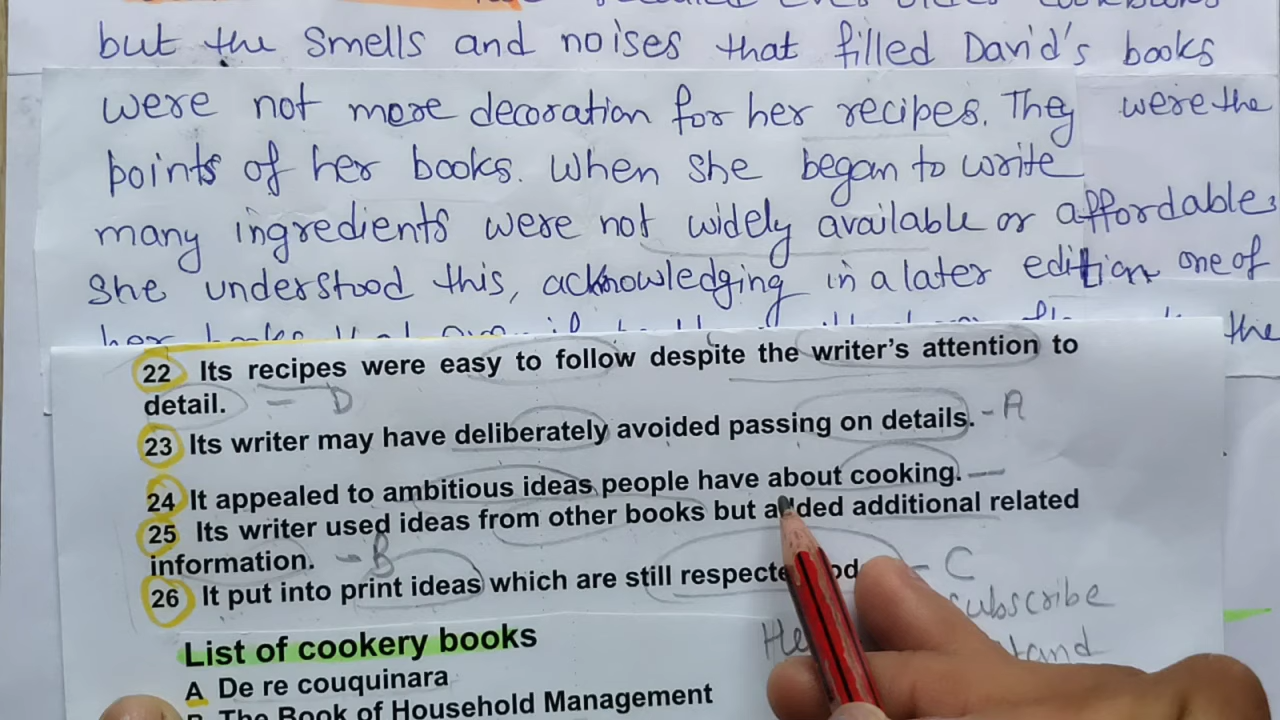 but the smells and noises that filled David's books
were not more decoration for her recipes. They were the
points of her books. When she began to write
many ingredients were not widely available or affordable.
She understood this, acknowledging in a later edition one of
the
22 Its recipes were easy to follow despite the writer's attention to
detail. - D
23 Its writer may have deliberately avoided passing on details. - A
24 It appealed to ambitious ideas people have about cooking. -
25 Its writer used ideas from other books but added additional related
information. - B
26 It put into print ideas which are still respected - C
subscribe
List of cookery books
A De re couquinara
The Book of Household Management